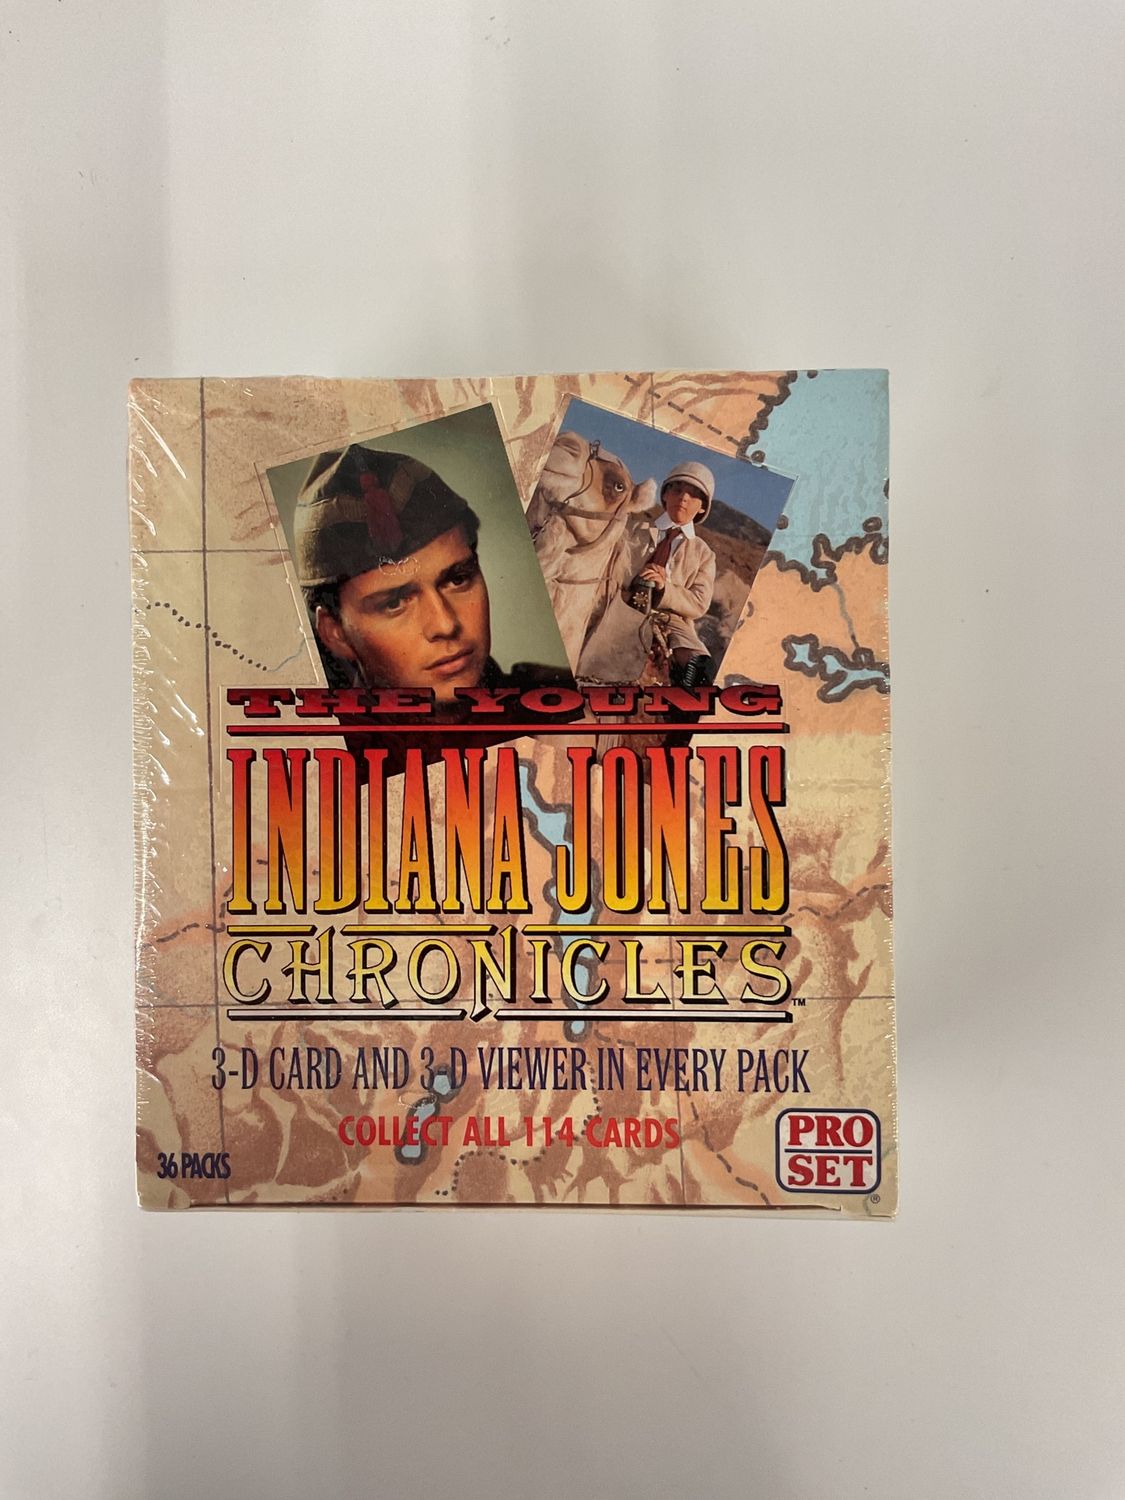 THE YOUNG
INDIANA JONES
CHRONICLES™
3-D CARD AND 3-D VIEWER IN EVERY PACK
COLLECT ALL 114 CARDS
36 PACKS
PRO
SET®